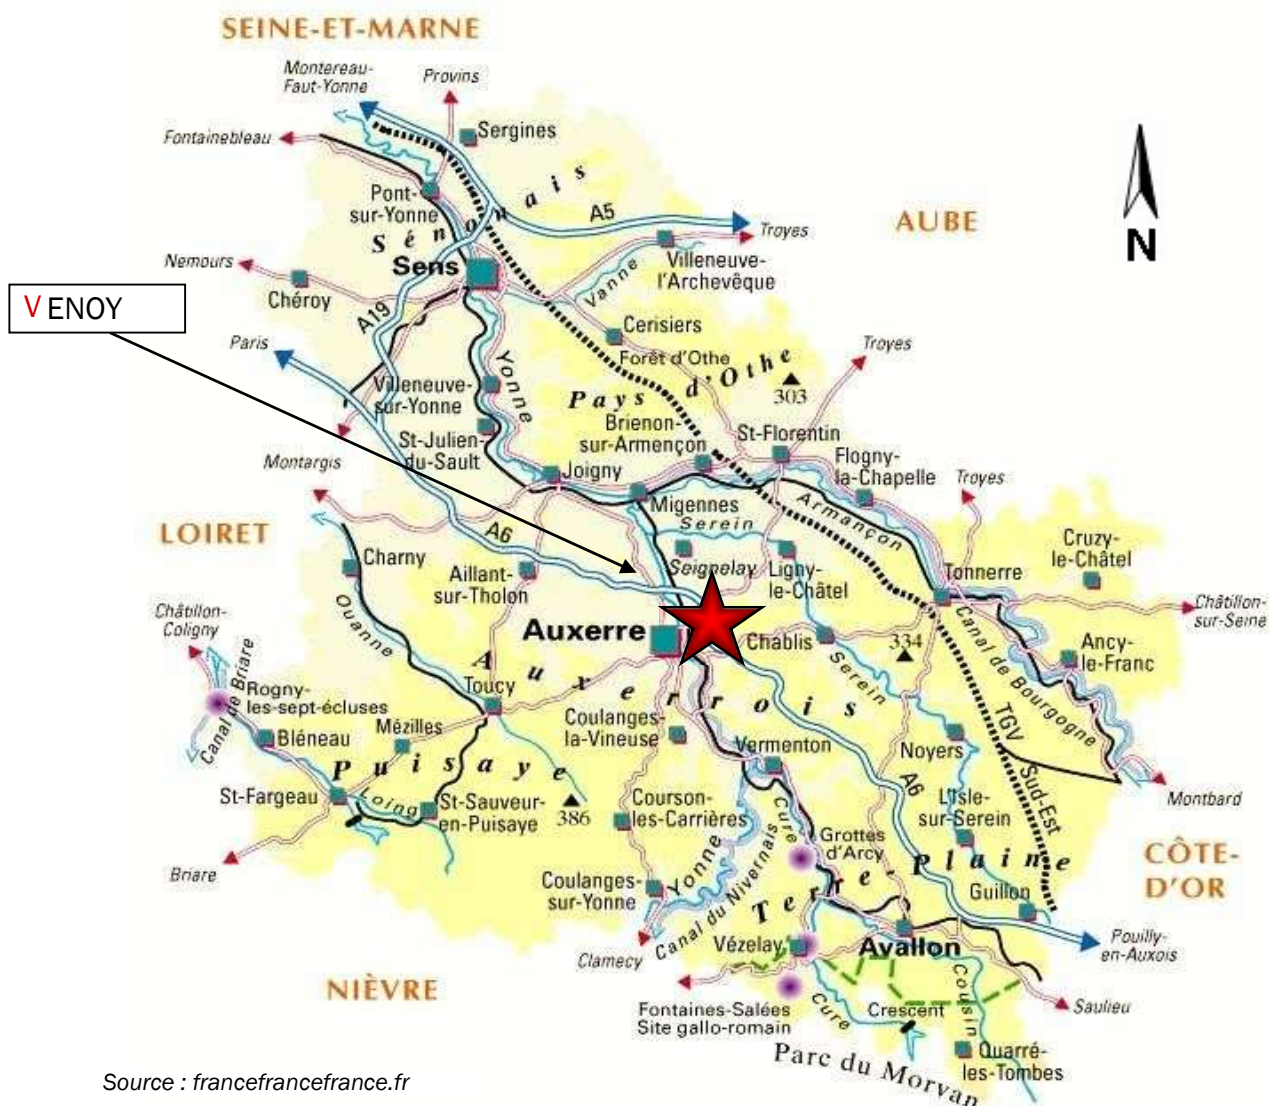 SEINE-ET-MARNE
Montereau-
Faut-Yonne
Provins
Fontainebleau
Sergines
Pont-
sur-Yonne
Sénonais
A5
AUBE
Troyes
N
Nemours
Sens
Villeneuve-
l'Archevêque
Vanne
Chéroy
VENOY
A19
Cerisiers
Paris
Forêt d'Othe
Troyes
Yonne
Villeneuve-
sur-Yonne
Pays d'Othe
303
Brienon-
sur-Armençon
St-Florentin
St-Julien-
du-Sault
Flogny-
la-Chapelle
Montargis
Joigny
Troyes
Migennes
Armançon
Serein
LOIRET
A6
Cruzy-
le-Châtel
Charny
Seignelay
Ligny-
le-Châtel
Aillant-
sur-Tholon
Tonnerre
Châtillon-
Coligny
Ouanne
Châtillon-
sur-Seine
Auxerre
Chablis
334
Canal de Bourgogne
Ancy-
le-Franc
Serein
Auxerrois
Canal de Briare
Rogny-
les-sept-écluses
Toucy
TGV
Sud-Est
Bléneau
Mézilles
Coulanges-
la-Vineuse
Vermenton
Noyers
Puisaye
A6
St-Fargeau
Loing
St-Sauveur-
en-Puisaye
386
Courson-
les-Carrières
Cure
L'Isle-
sur-Serein
Montbard
Grottes
d'Arcy
Yonne
CÔTE-
D'OR
Briare
Terre Plaine
Coulanges-
sur-Yonne
Canal du Nivernais
Guillon
Clamecy
Vézelay
Avallon
Pouilly-
en-Auxois
NIÈVRE
Cousin
Fontaines-Salées
Site gallo-romain
Cure
Crescent
Saulieu
Parc du Morvan
Quarré-
les-Tombes
Source : francefrancefrance.fr